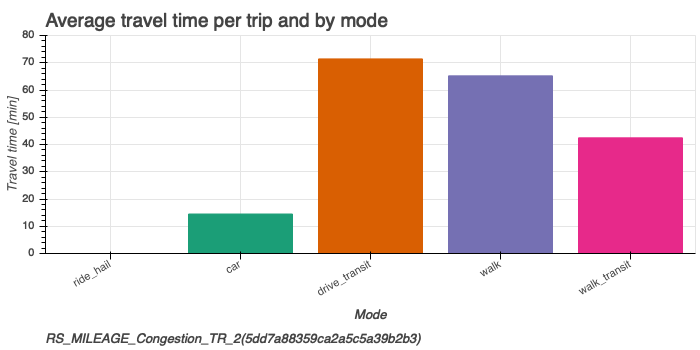 Average travel time per trip and by mode
80
70
60
50
40
30
20
10
0
Travel time [min]
ride_hail
car
drive_transit
walk
walk_transit
Mode
RS_MILEAGE_Congestion_TR_2(5dd7a88359ca2a5c5a39b2b3)